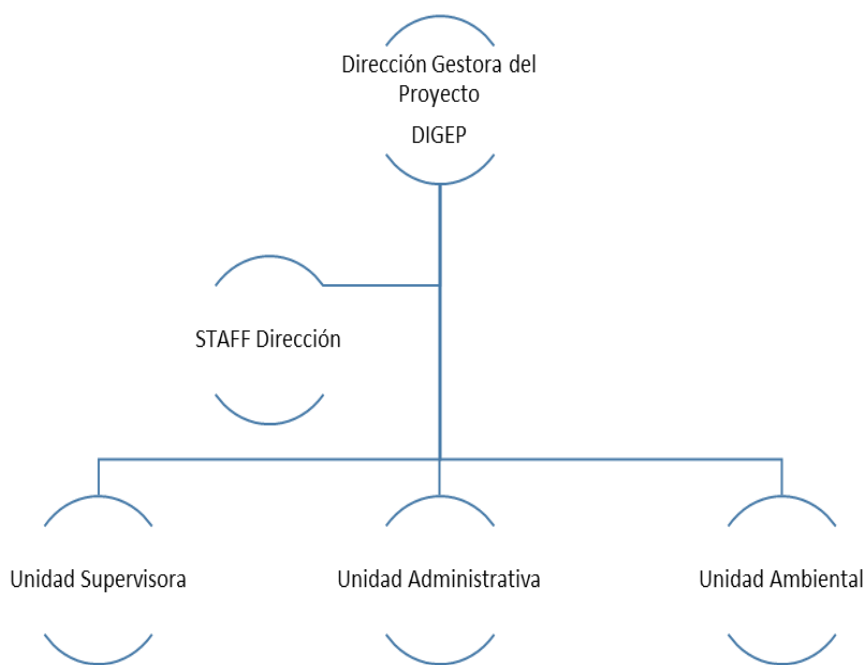 Dirección Gestora del
Proyecto
DIGEP
STAFF Dirección
Unidad Supervisora
Unidad Administrativa
Unidad Ambiental